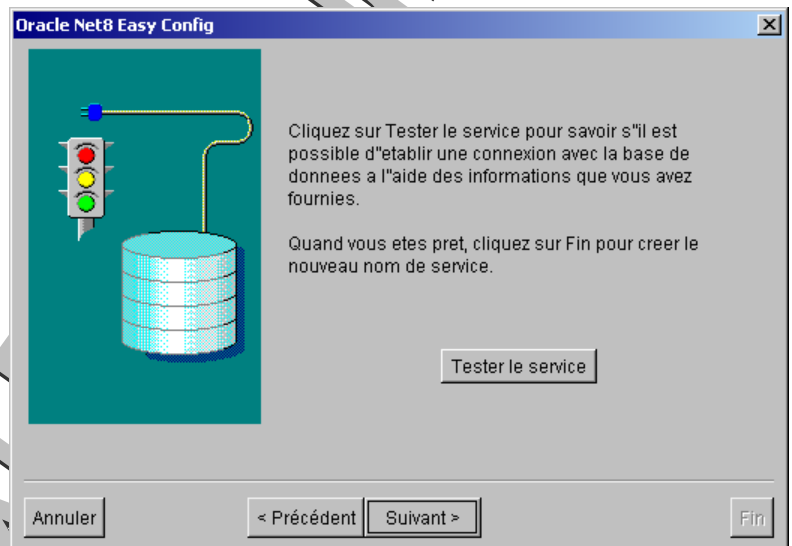 Oracle Net8 Easy Config
Cliquez sur Tester le service pour savoir s"il est
possible d"etablir une connexion avec la base de
donnees a l"aide des informations que vous avez
fournies.
Quand vous etes pret, cliquez sur Fin pour creer le
nouveau nom de service.
Tester le service
Annuler
< Précédent
Suivant >
Fin